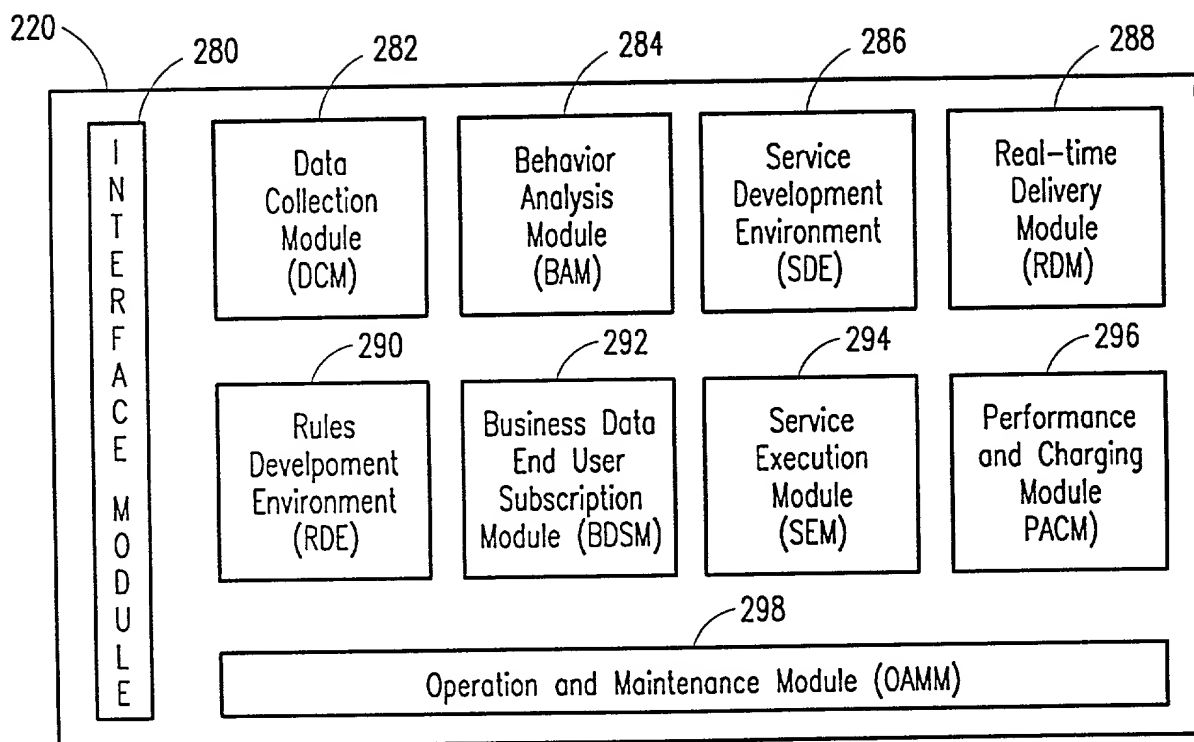 220
280
282
284
286
288
INTERFACE MODULE
Data
Collection
Module
(DCM)
Behavior
Analysis
Module
(BAM)
Service
Development
Environment
(SDE)
Real-time
Delivery
Module
(RDM)
290
292
294
296
Rules
Develpoment
Environment
(RDE)
Business Data
End User
Subscription
Module (BDSM)
Service
Execution
Module
(SEM)
Performance
and Charging
Module
PACM)
298
Operation and Maintenance Module (OAMM)